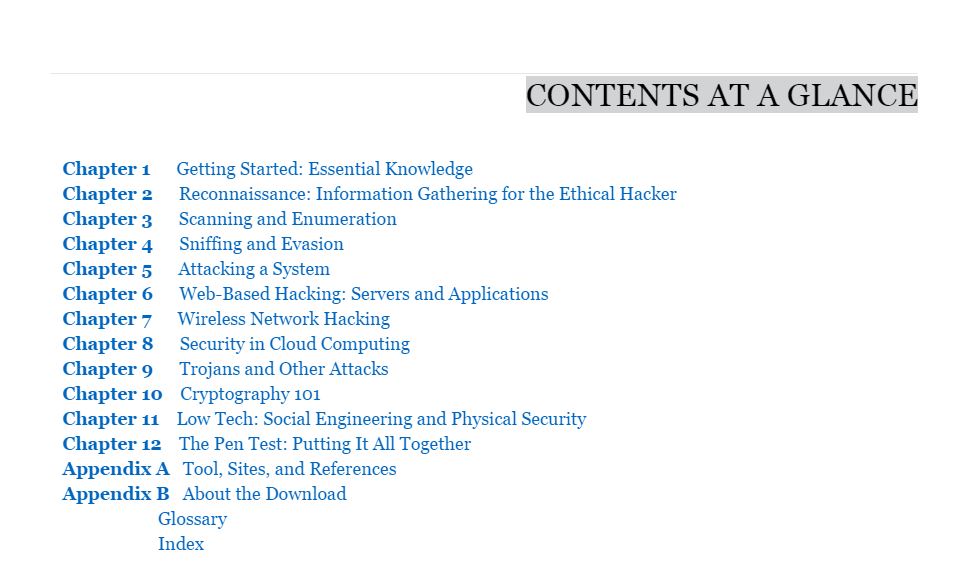 CONTENTS AT A GLANCE
Chapter 1 Getting Started: Essential Knowledge
Chapter 2 Reconnaissance: Information Gathering for the Ethical Hacker
Chapter 3 Scanning and Enumeration
Chapter 4 Sniffing and Evasion
Chapter 5 Attacking a System
Chapter 6 Web-Based Hacking: Servers and Applications
Chapter 7 Wireless Network Hacking
Chapter 8 Security in Cloud Computing
Chapter 9 Trojans and Other Attacks
Chapter 10 Cryptography 101
Chapter 11 Low Tech: Social Engineering and Physical Security
Chapter 12 The Pen Test: Putting It All Together
Appendix A Tool, Sites, and References
Appendix B About the Download
Glossary
Index